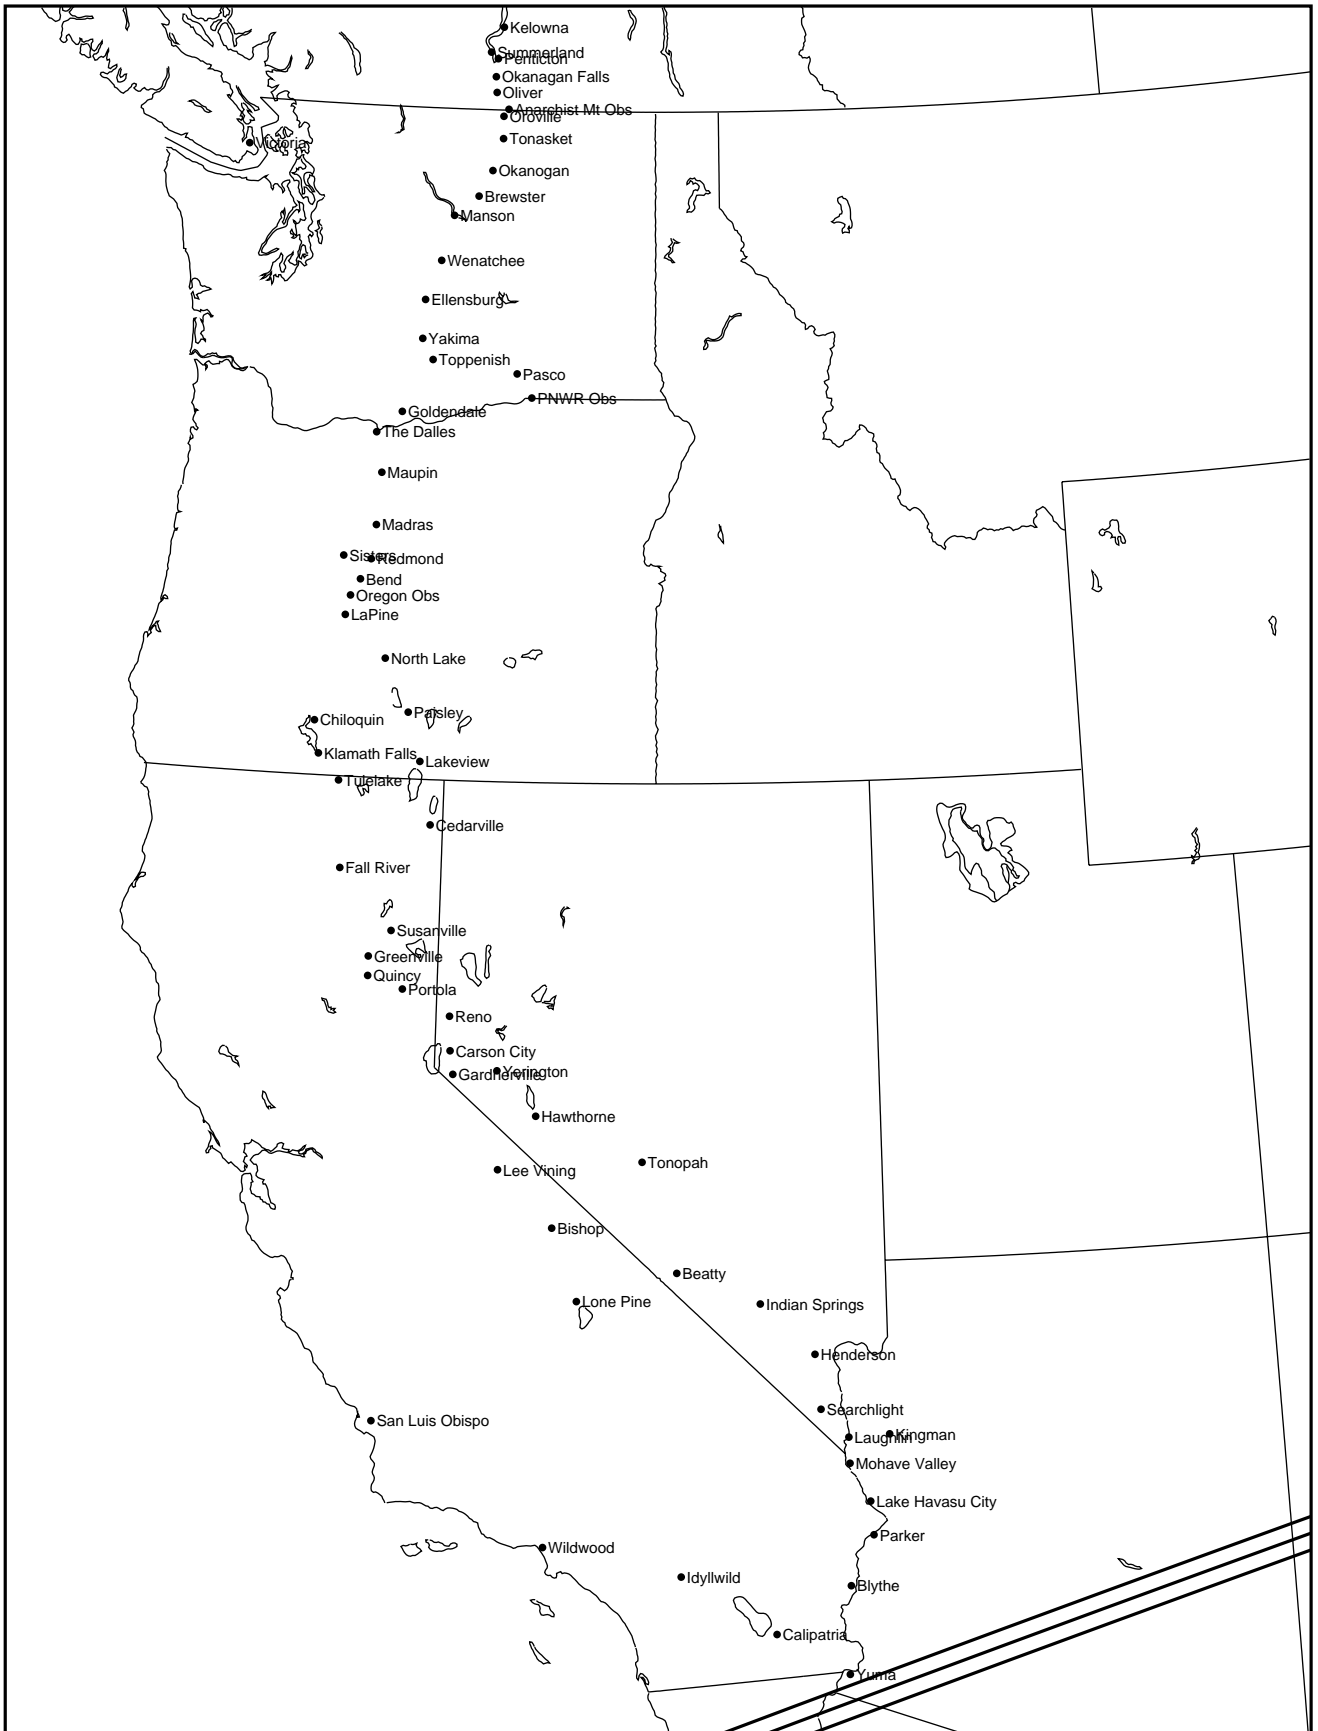 Kelowna
Summerland
Penticton
Okanagan Falls
Oliver
Anarchist Mt Obs
Oroville
Tonasket
Victoria
Okanogan
Brewster
Manson
Wenatchee
Ellensburg
Yakima
Toppenish
Pasco
PNWR Obs
Goldendale
The Dalles
Maupin
Madras
Sisters
Redmond
Bend
Oregon Obs
LaPine
North Lake
Paisley
Chiloquin
Klamath Falls
Lakeview
Tulelake
Cedarville
Fall River
Susanville
Greenville
Quincy
Portola
Reno
Carson City
Yerington
Gardnerville
Hawthorne
Tonopah
Lee Vining
Bishop
Beatty
Lone Pine
Indian Springs
Henderson
Searchlight
San Luis Obispo
Kingman
Laughlin
Mohave Valley
Lake Havasu City
Parker
Wildwood
Idyllwild
Blythe
Calipatria
Yuma